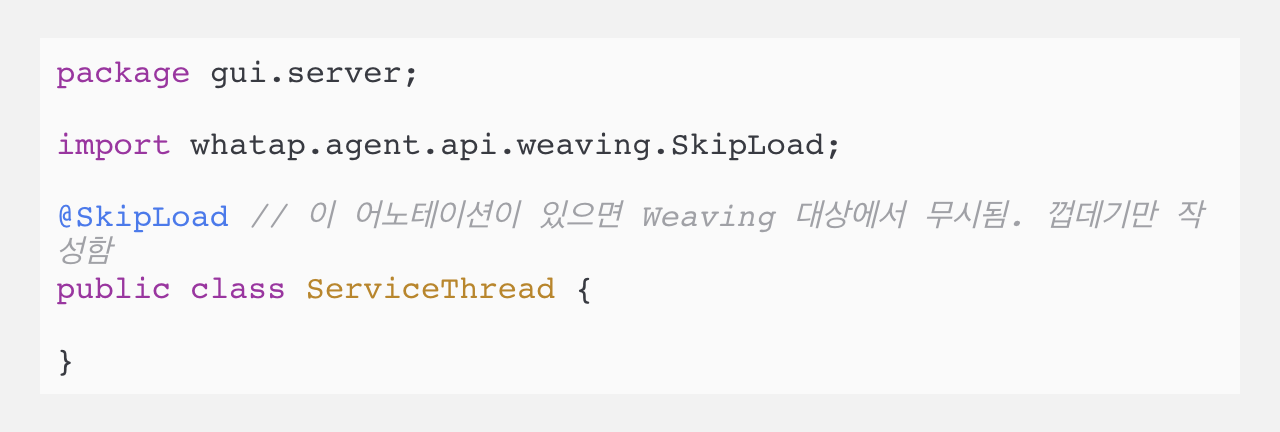 package gui.server;
import whatap.agent.api.weaving.SkipLoad;
@SkipLoad // 이 어노테이션이 있으면 Weaving 대상에서 무시됨. 껍데기만 작
성함
public class ServiceThread {
}